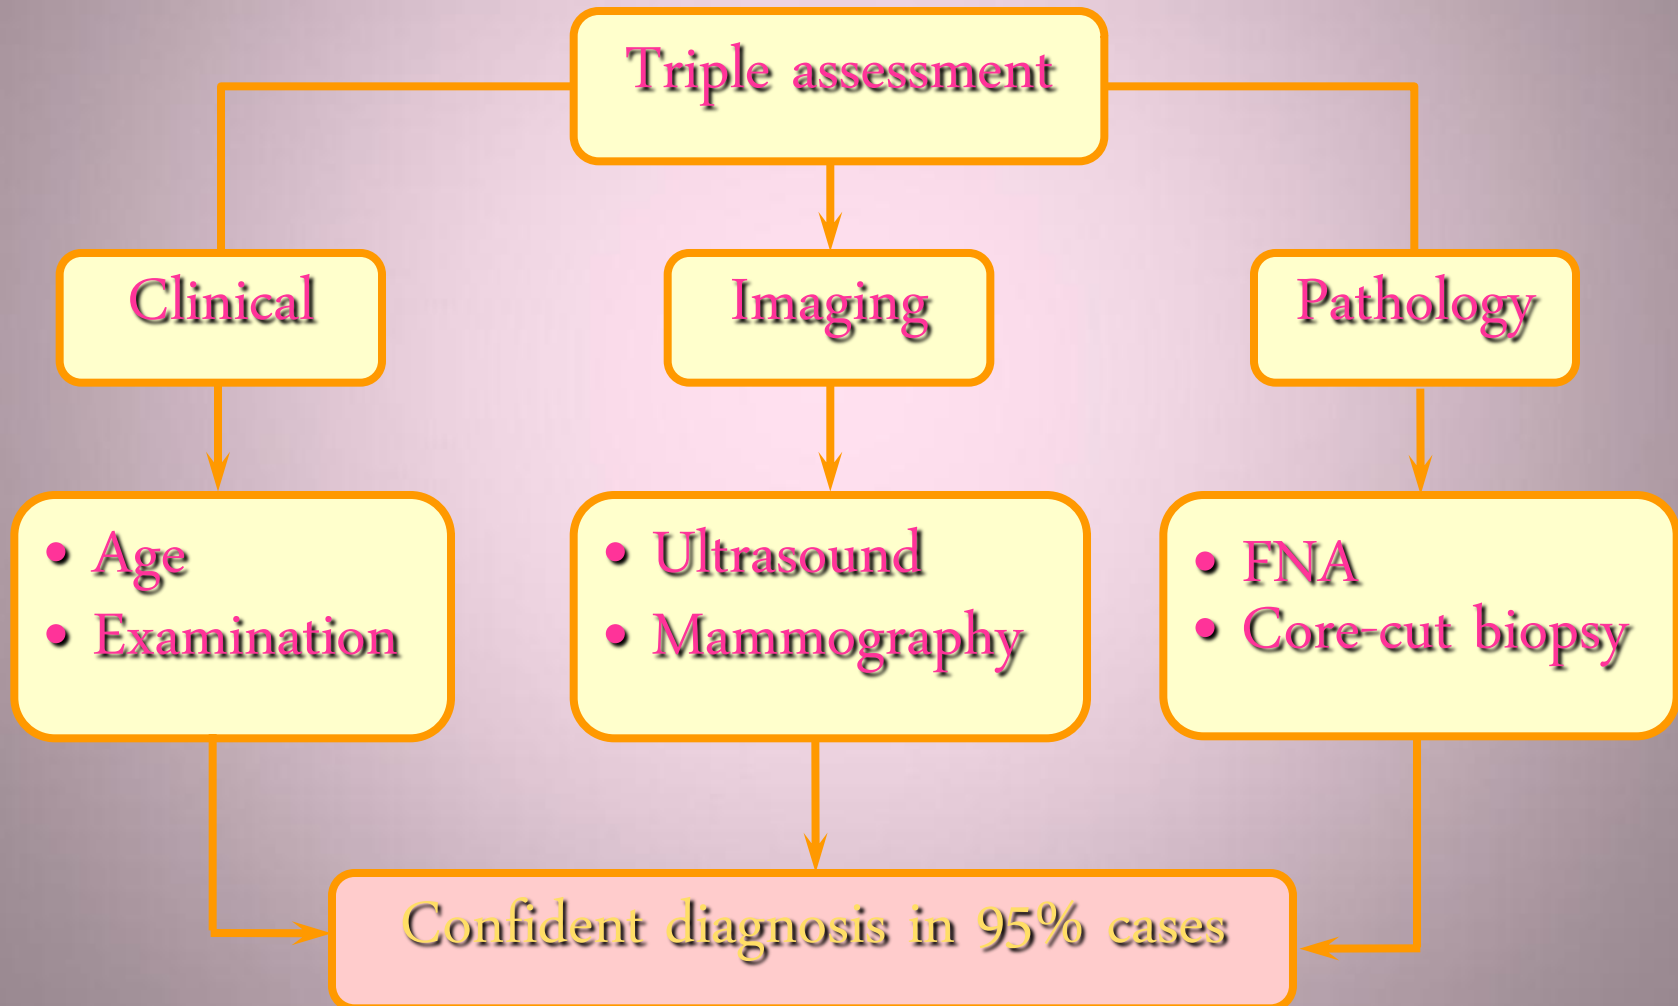 Triple assessment
Clinical
Imaging
Pathology
• Age
• Examination
• Ultrasound
• Mammography
• FNA
• Core-cut biopsy
Confident diagnosis in 95% cases